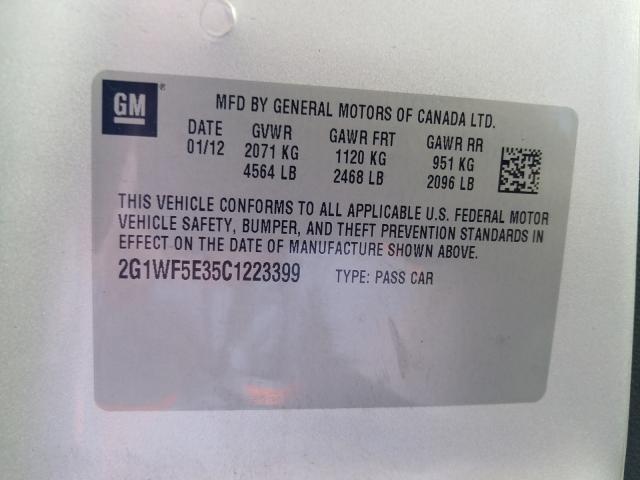 GM ®
MFD BY GENERAL MOTORS OF CANADA LTD.
DATE GVWR GAWR FRT GAWR RR
01/12 2071 KG 1120 KG 951 KG
4564 LB 2468 LB 2096 LB
THIS VEHICLE CONFORMS TO ALL APPLICABLE U.S. FEDERAL MOTOR
VEHICLE SAFETY, BUMPER, AND THEFT PREVENTION STANDARDS IN
EFFECT ON THE DATE OF MANUFACTURE SHOWN ABOVE.
2G1WF5E35C1223399 TYPE: PASS CAR